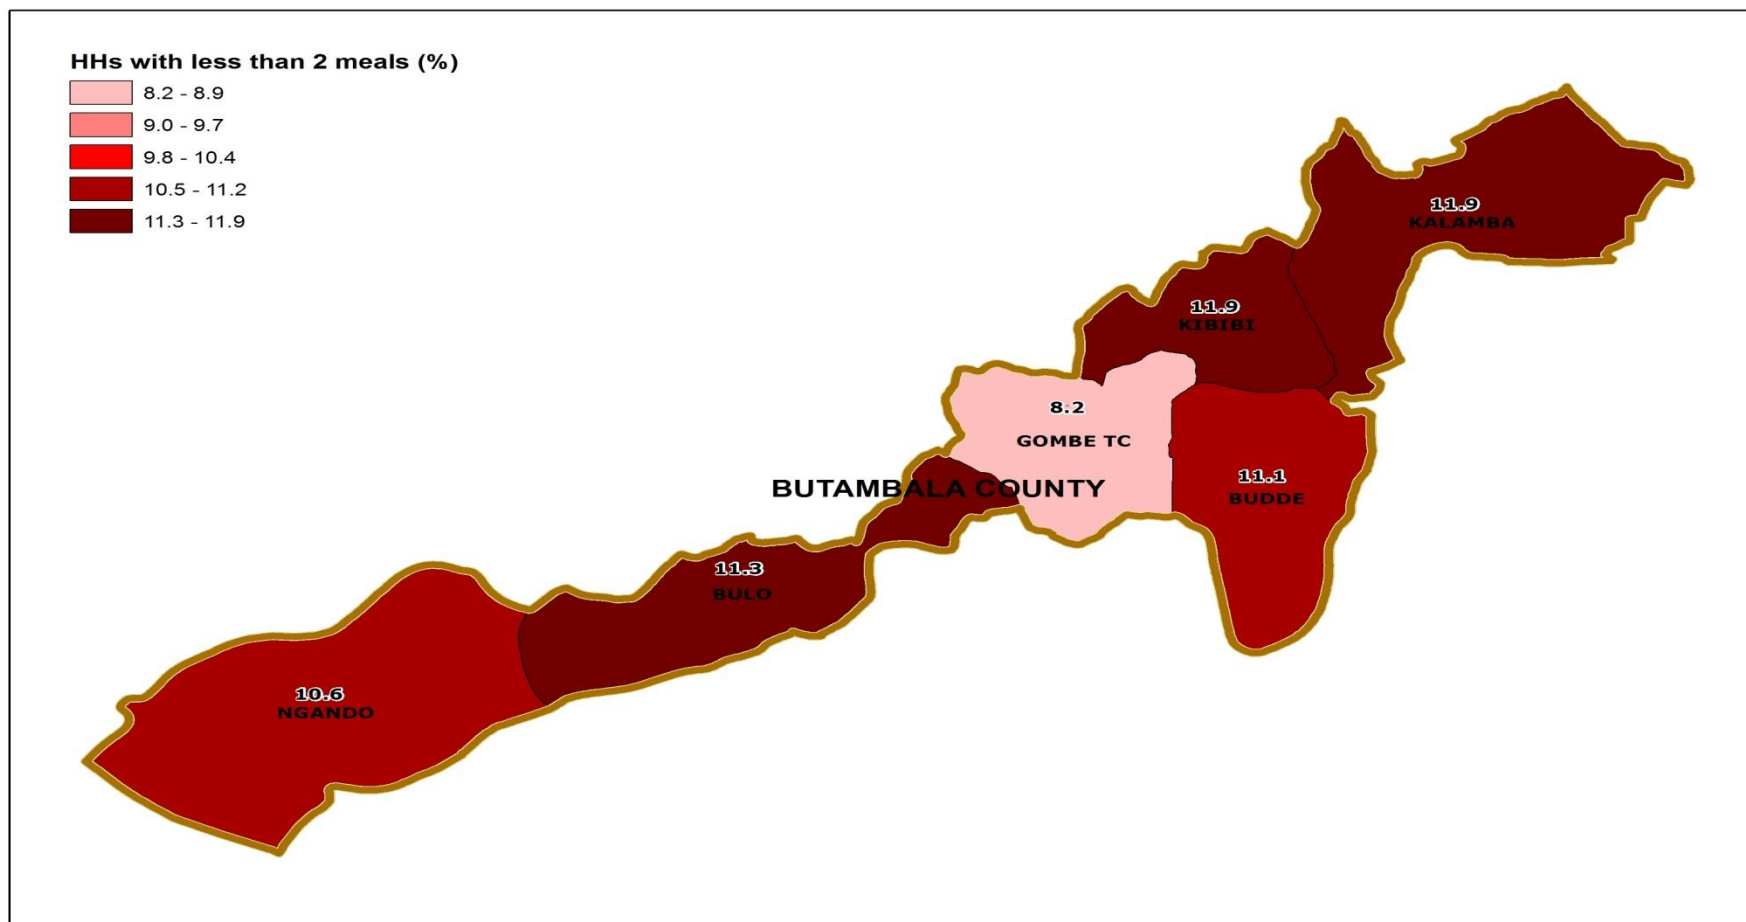 HHs with less than 2 meals (%)
8.2 - 8.9
9.0 - 9.7
9.8 - 10.4
10.5 - 11.2
11.3 - 11.9
11.9
KALAMBA
11.9
KIBIBI
8.2
GOMBE TC
11.1
BUDDE
BUTAMBALA COUNTY
11.3
BULO
10.6
NGANDO